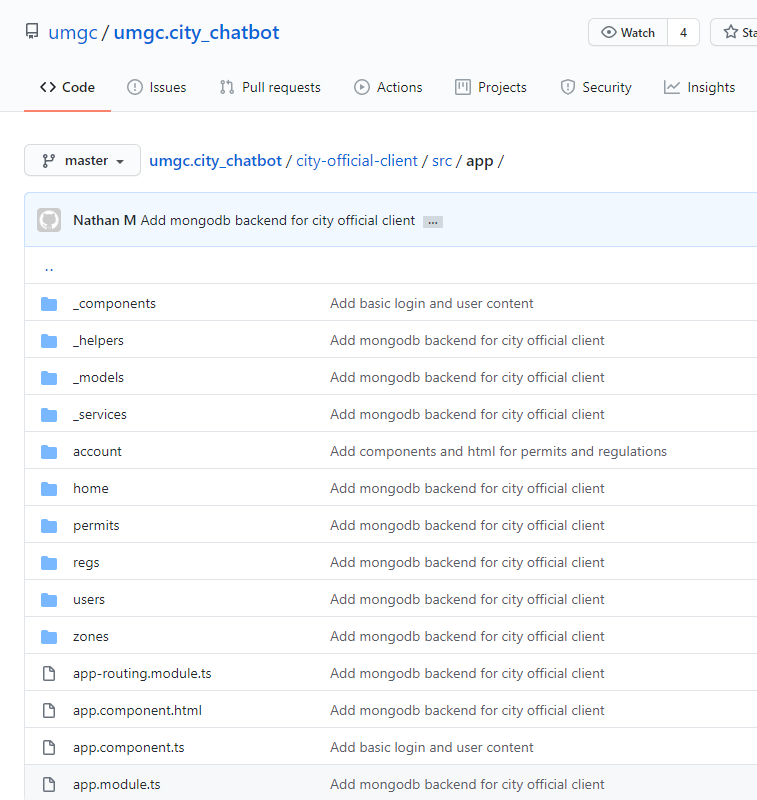 umgc / umgc.city_chatbot Watch 4
Code Issues Pull requests Actions Projects Security Insights
master umgc.city_chatbot / city-official-client / src / app /
Nathan M Add mongodb backend for city official client ...
..
_components Add basic login and user content
_helpers Add mongodb backend for city official client
_models Add mongodb backend for city official client
_services Add mongodb backend for city official client
account Add components and html for permits and regulations
home Add mongodb backend for city official client
permits Add mongodb backend for city official client
regs Add mongodb backend for city official client
users Add mongodb backend for city official client
zones Add mongodb backend for city official client
app-routing.module.ts Add mongodb backend for city official client
app.component.html Add mongodb backend for city official client
app.component.ts Add basic login and user content
app.module.ts Add mongodb backend for city official client